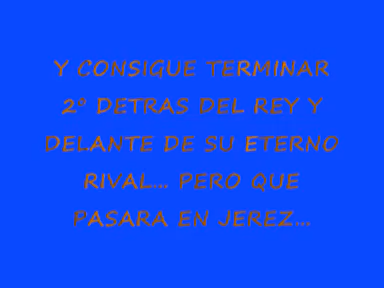 Y CONSIGUE TERMINAR
2º DETRAS DEL REY Y
DELANTE DE SU ETERNO
RIVAL... PERO QUE
PASARA EN JEREZ...